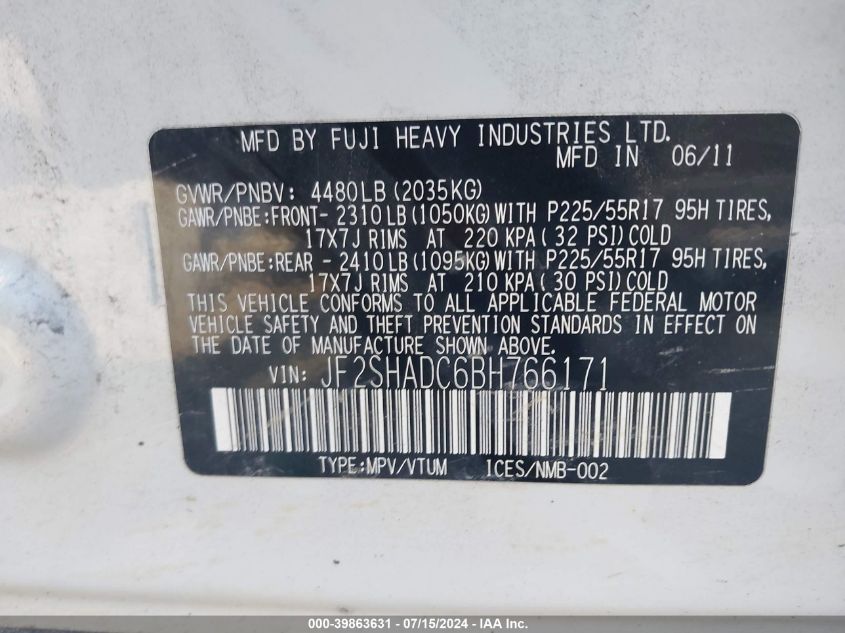 MFD BY FUJI HEAVY INDUSTRIES LTD.
MFD IN 06/11
GVWR/PNBV: 4480LB (2035KG)
GAWR/PNBE:FRONT- 2310LB (1050KG) WITH P225/55R17 95H TIRES,
17X7J RIMS AT 220 KPA ( 32 PSI) COLD
GAWR/PNBE:REAR - 2410LB (1095KG) WITH P225/55R17 95H TIRES,
17X7J RIMS AT 210 KPA ( 30 PSI) COLD
THIS VEHICLE CONFORMS TO ALL APPLICABLE FEDERAL MOTOR
VEHICLE SAFETY AND THEFT PREVENTION STANDARDS IN EFFECT ON
THE DATE OF MANUFACTURE SHOWN ABOVE.
VIN: JF2SHADC6BH766171
TYPE:MPV/VTUM ICES/NMB-002
000-39863631 - 07/15/2024 - IAA Inc.